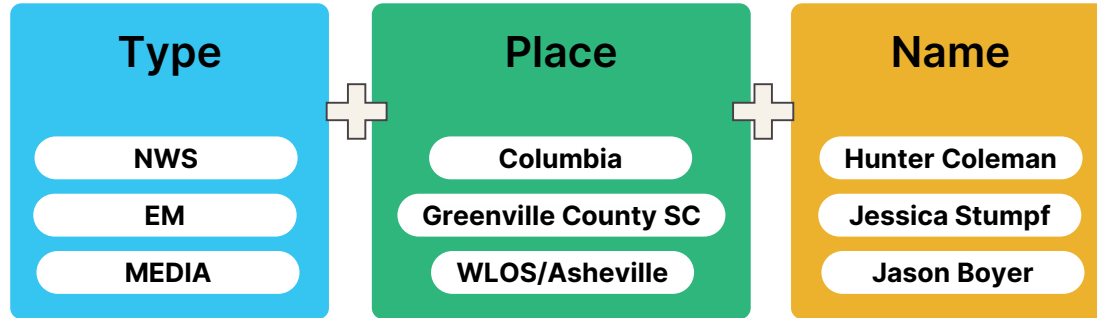 Type
Place
Name
NWS
Columbia
Hunter Coleman
EM
Greenville County SC
Jessica Stumpf
MEDIA
WLOS/Asheville
Jason Boyer